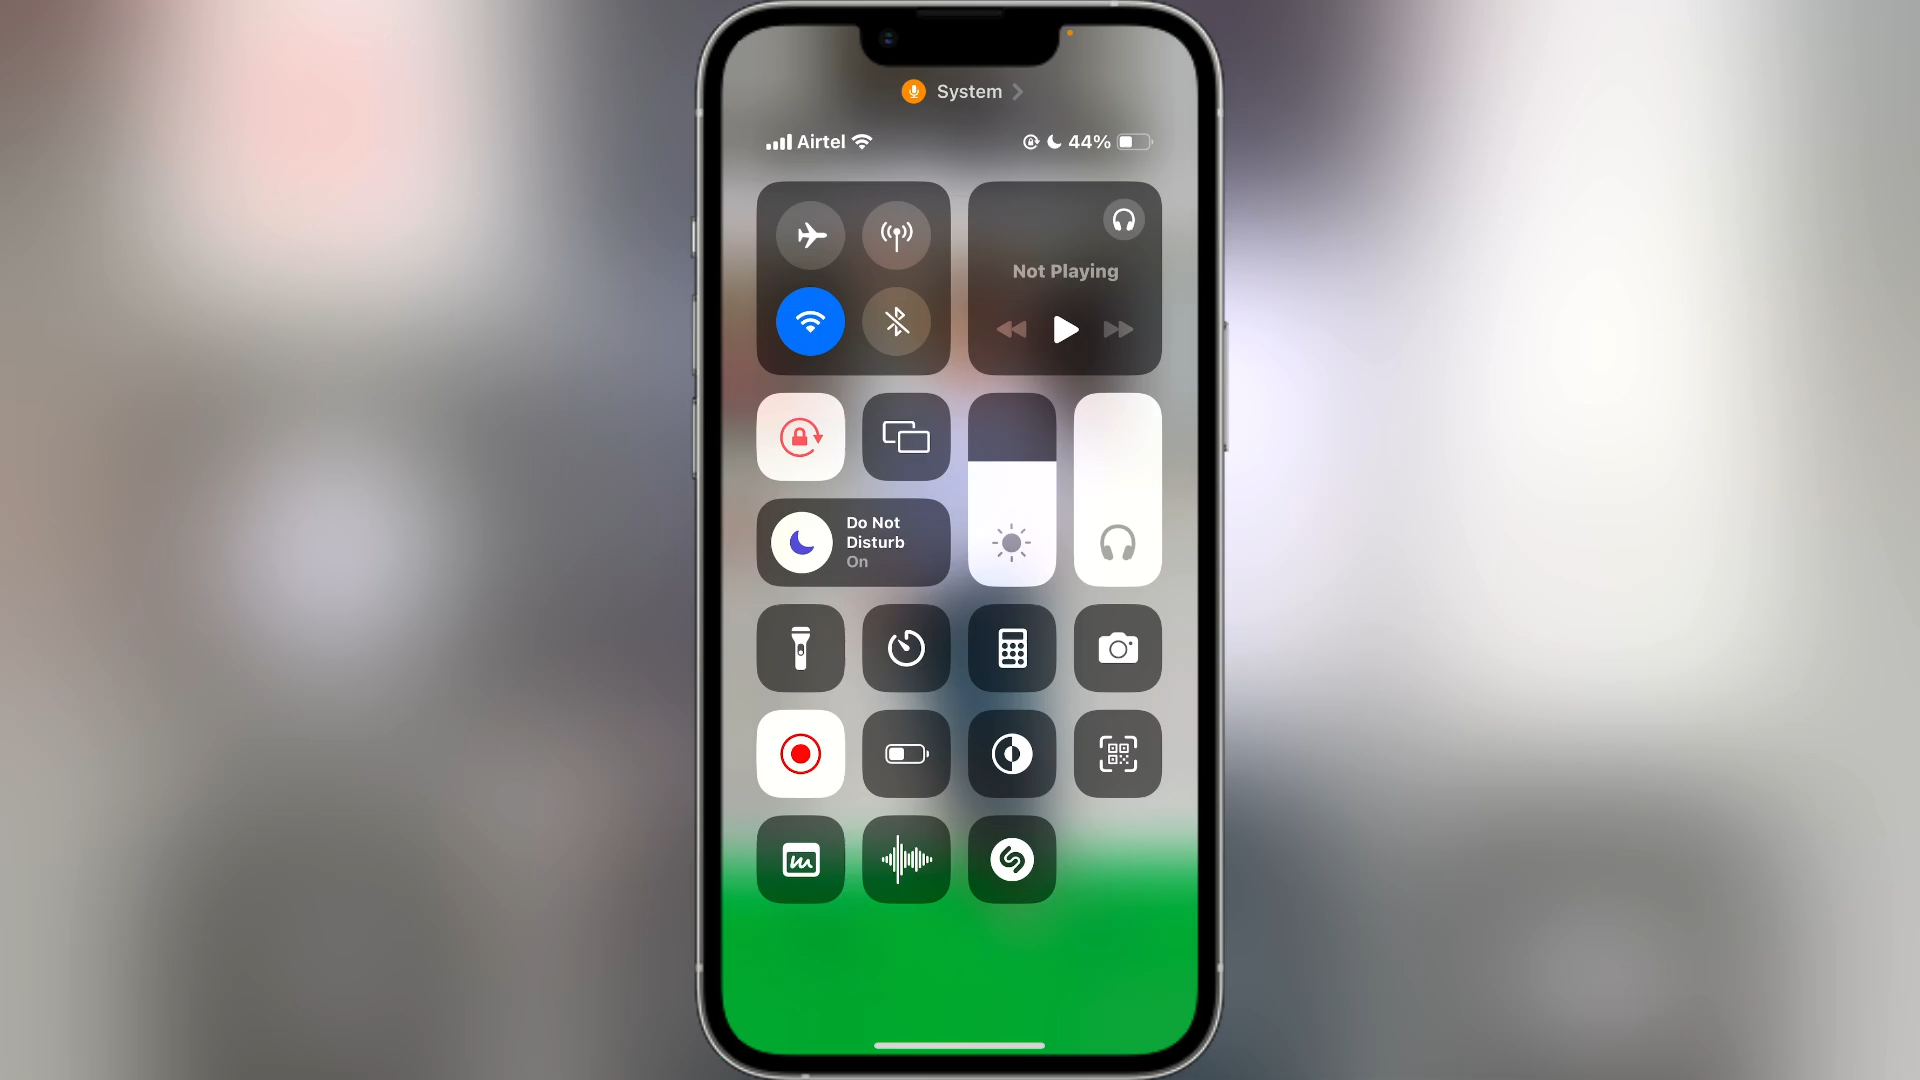 System
Airtel 44%
Not Playing
Do Not
Disturb
On